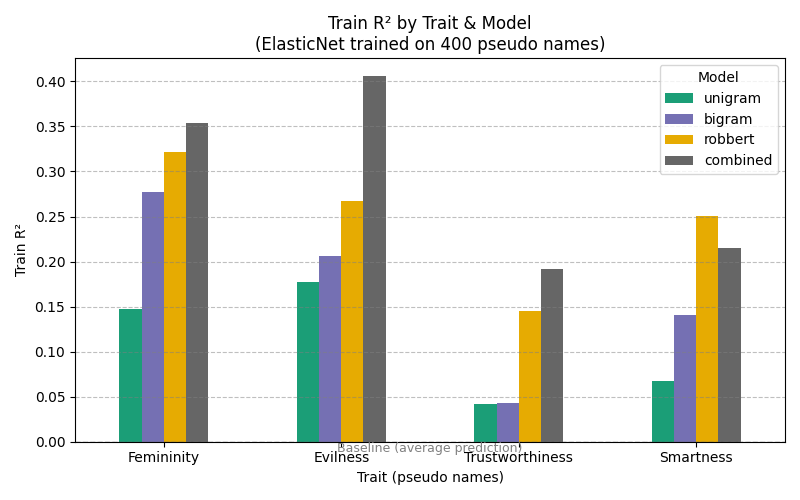 Train R² by Trait & Model
(ElasticNet trained on 400 pseudo names)
Model
unigram
bigram
robbert
combined
Train R²
0.40
0.35
0.30
0.25
0.20
0.15
0.10
0.05
0.00
Baseline (average prediction)
Femininity
Evilness
Trustworthiness
Smartness
Trait (pseudo names)